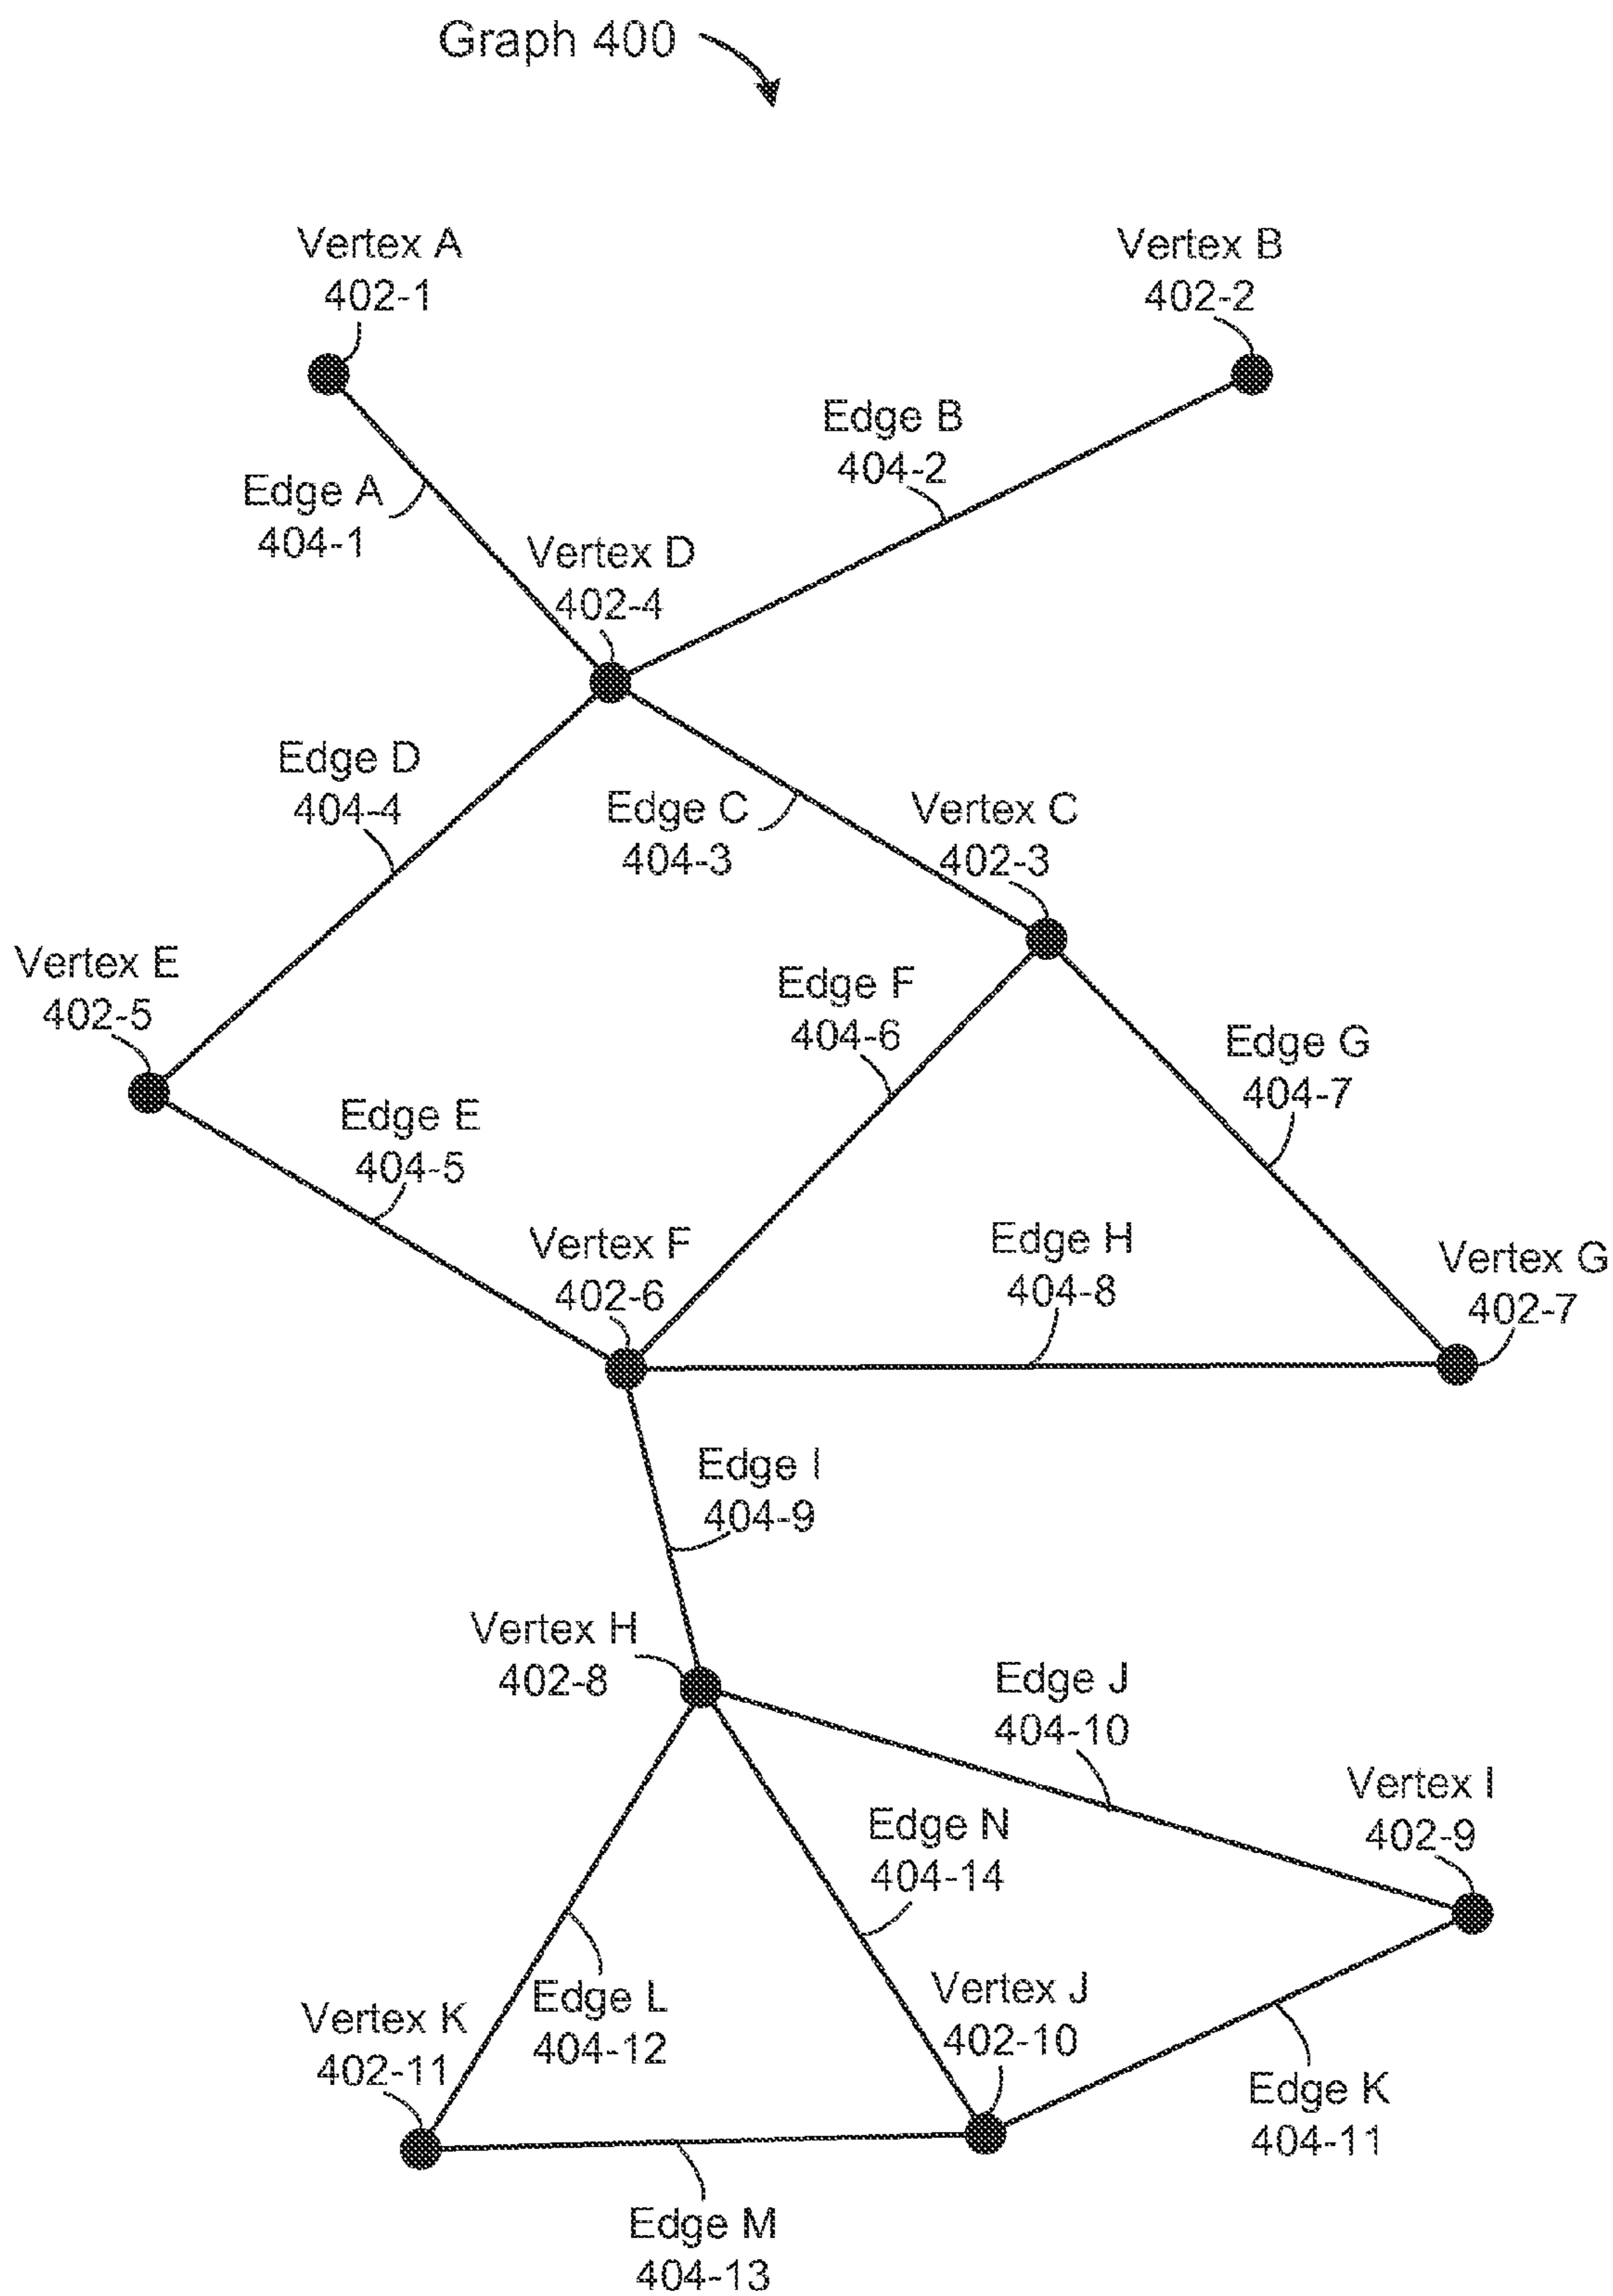 Graph 400
Vertex A
402-1
Vertex B
402-2
Edge B
404-2
Edge A
404-1
Vertex D
402-4
Edge D
404-4
Edge C
404-3
Vertex C
402-3
Vertex E
402-5
Edge F
404-6
Edge G
404-7
Edge E
404-5
Vertex F
402-6
Edge H
404-8
Vertex G
402-7
Edge I
404-9
Vertex H
402-8
Edge J
404-10
Vertex I
402-9
Edge N
404-14
Vertex K
402-11
Edge L
404-12
Vertex J
402-10
Edge K
404-11
Edge M
404-13